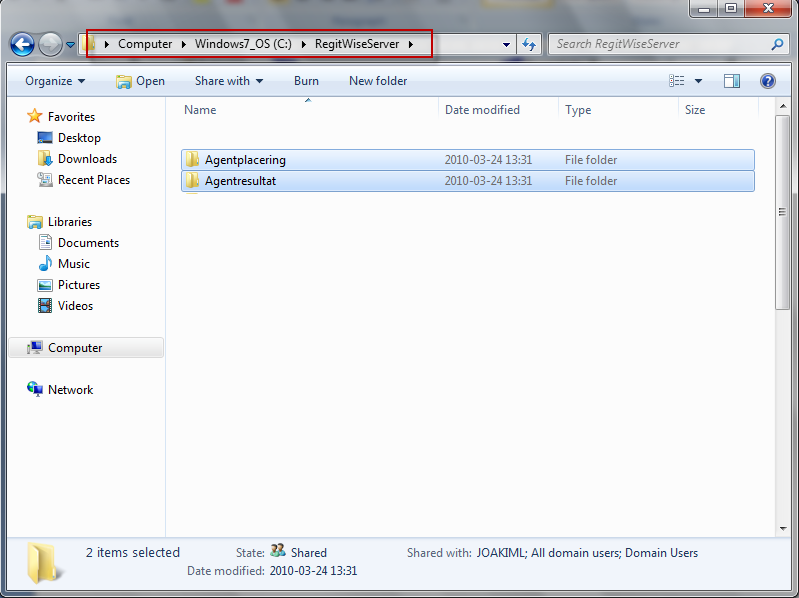 Computer Windows7_OS (C:) RegitWiseServer Search RegitWiseServer
Organize Open Share with Burn New folder
Name Date modified Type Size
Favorites
Desktop
Downloads
Recent Places
Libraries
Documents
Music
Pictures
Videos
Computer
Network
Agentplacering 2010-03-24 13:31 File folder
Agentresultat 2010-03-24 13:31 File folder
2 items selected State: Shared Shared with: JOAKIML; All domain users; Domain Users
Date modified: 2010-03-24 13:31